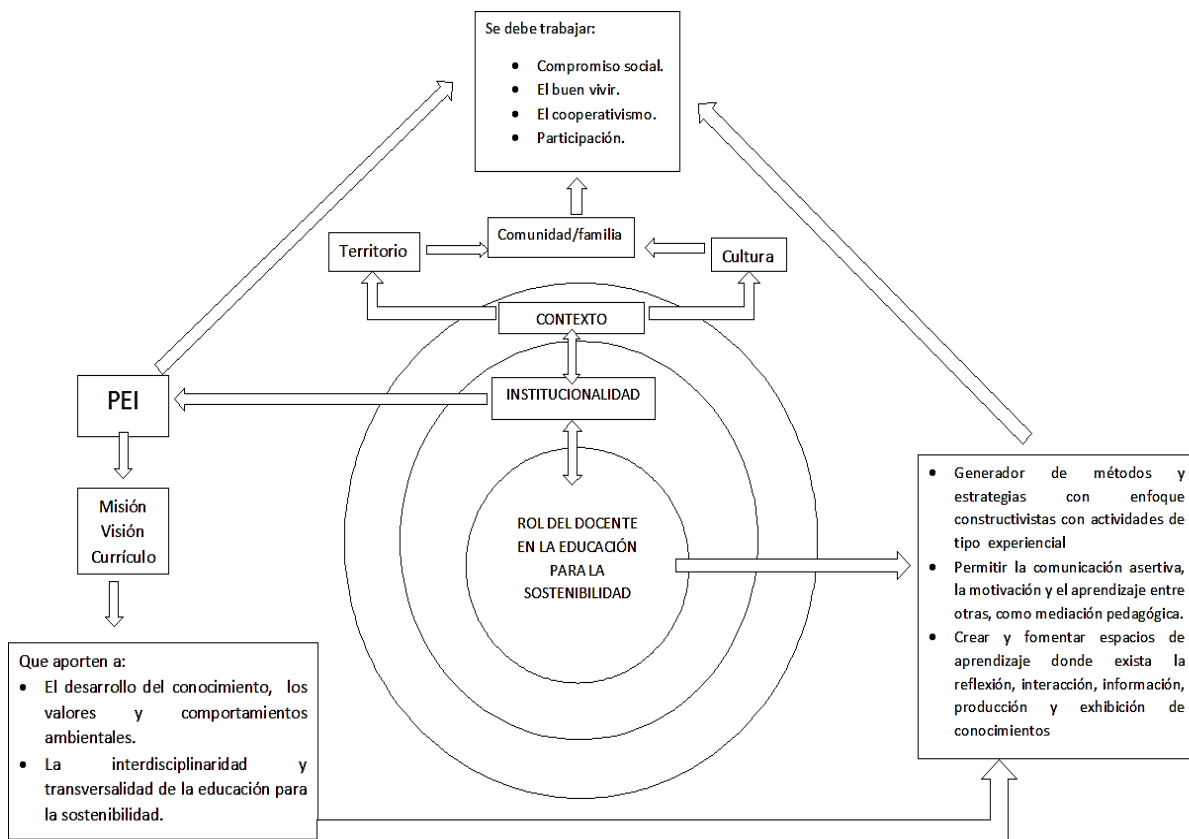 Se debe trabajar:
• Compromiso social.
• El buen vivir.
• El cooperativismo.
• Participación.
Comunidad/familia
Territorio
Cultura
CONTEXTO
INSTITUCIONALIDAD
PEI
Misión
Visión
Currículo
ROL DEL DOCENTE
EN LA EDUCACIÓN
PARA LA
SOSTENIBILIDAD
• Generador de métodos y
estrategias con enfoque
constructivistas con actividades de
tipo experiencial
• Permitir la comunicación asertiva,
la motivación y el aprendizaje entre
otras, como mediación pedagógica.
• Crear y fomentar espacios de
aprendizaje donde exista la
reflexión, interacción, información,
producción y exhibición de
conocimientos
Que aporten a:
• El desarrollo del conocimiento, los
valores y comportamientos
ambientales.
• La interdisciplinaridad y
transversalidad de la educación para
la sostenibilidad.